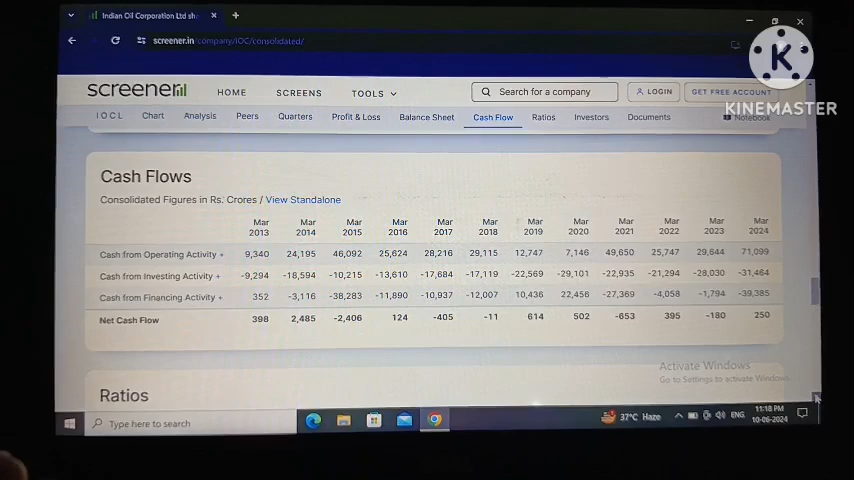 Indian Oil Corporation Ltd sh
screener.in/company/IOC/consolidated/
K
KINEMASTER
screener
HOME
SCREENS
TOOLS
Search for a company
LOGIN
GET FREE ACCOUNT
I O C L
Chart
Analysis
Peers
Quarters
Profit & Loss
Balance Sheet
Cash Flow
Ratios
Investors
Documents
Notebook
Cash Flows
Consolidated Figures in Rs. Crores / View Standalone
Mar 2013 Mar 2014 Mar 2015 Mar 2016 Mar 2017 Mar 2018 Mar 2019 Mar 2020 Mar 2021 Mar 2022 Mar 2023 Mar 2024
Cash from Operating Activity + 9,340 24,195 46,092 25,624 28,216 29,115 12,747 7,146 49,650 25,747 29,644 71,099
Cash from Investing Activity + -9,294 -18,594 -10,215 -13,610 -17,684 -17,119 -22,569 -29,101 -22,935 -21,294 -28,030 -31,464
Cash from Financing Activity + 352 -3,116 -38,283 -11,890 -10,937 -12,007 10,436 22,456 -27,369 -4,058 -1,794 -39,385
Net Cash Flow 398 2,485 -2,406 124 -405 -11 614 502 -653 395 -180 250
Activate Windows
Go to Settings to activate Windows.
Ratios
Type here to search
37°C Haze
ENG
11:18 PM
10-06-2024